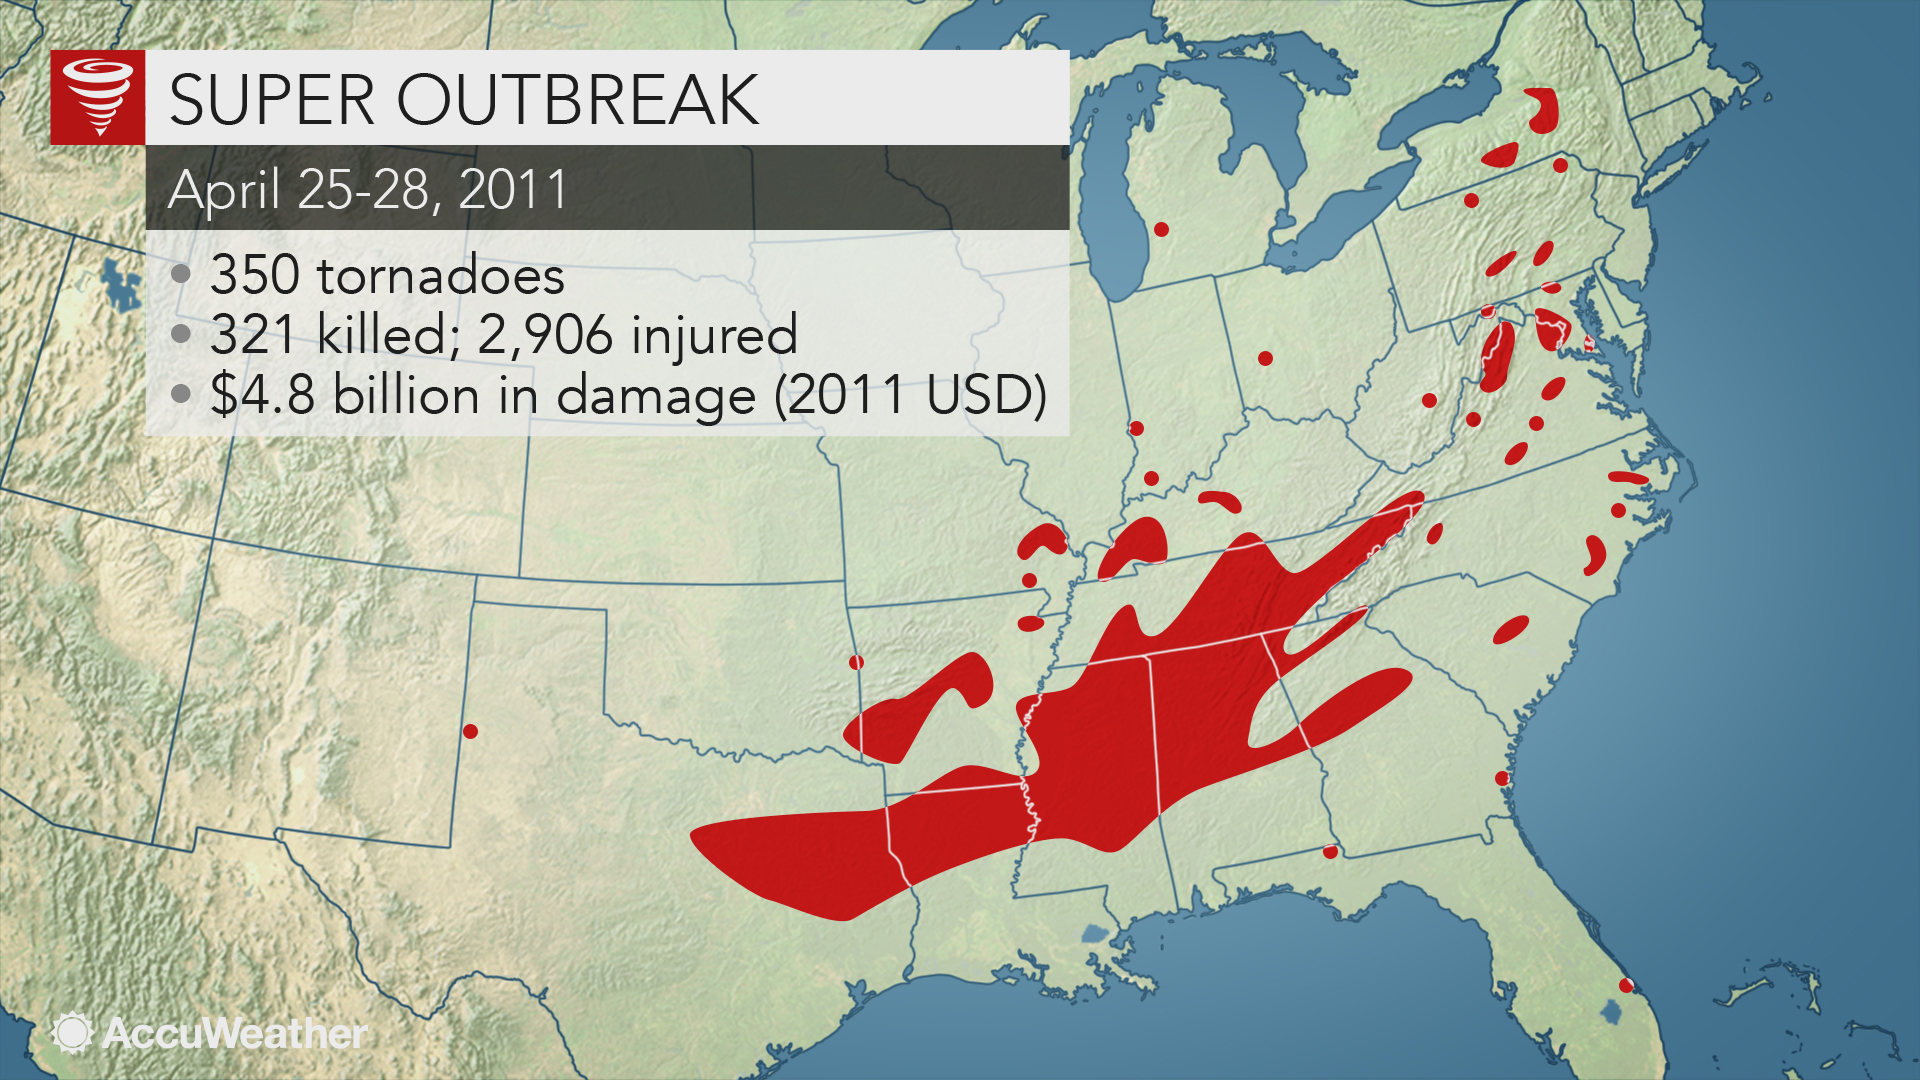 SUPER OUTBREAK
April 25-28, 2011
• 350 tornadoes
• 321 killed; 2,906 injured
• $4.8 billion in damage (2011 USD)
AccuWeather